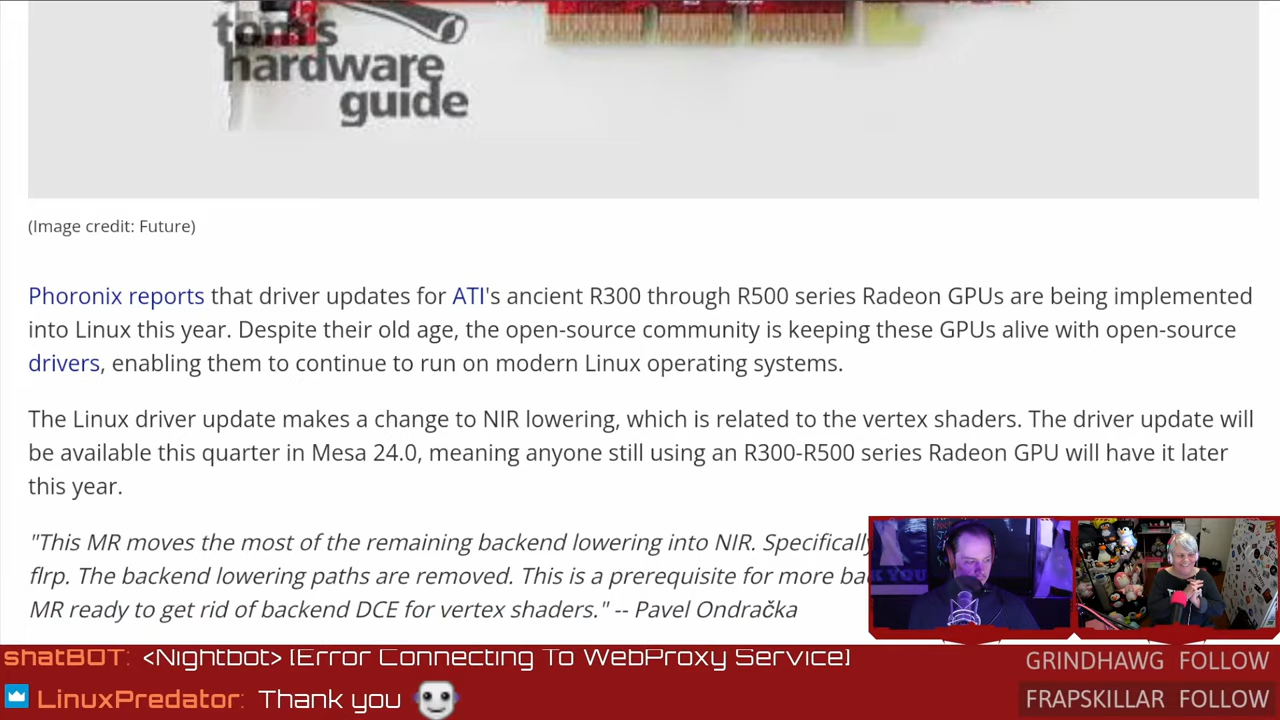 tom's
hardware
guide
(Image credit: Future)
Phoronix reports that driver updates for ATI's ancient R300 through R500 series Radeon GPUs are being implemented
into Linux this year. Despite their old age, the open-source community is keeping these GPUs alive with open-source
drivers, enabling them to continue to run on modern Linux operating systems.
The Linux driver update makes a change to NIR lowering, which is related to the vertex shaders. The driver update will
be available this quarter in Mesa 24.0, meaning anyone still using an R300-R500 series Radeon GPU will have it later
this year.
"This MR moves the most of the remaining backend lowering into NIR. Specifically
flrp. The backend lowering paths are removed. This is a prerequisite for more
MR ready to get rid of backend DCE for vertex shaders." -- Pavel Ondračka
shatBOT: <Nightbot> [Error Connecting To WebProxy Service]
GRINDHAWG FOLLOW
LinuxPredator: Thank you
FRAPSKILLAR FOLLOW